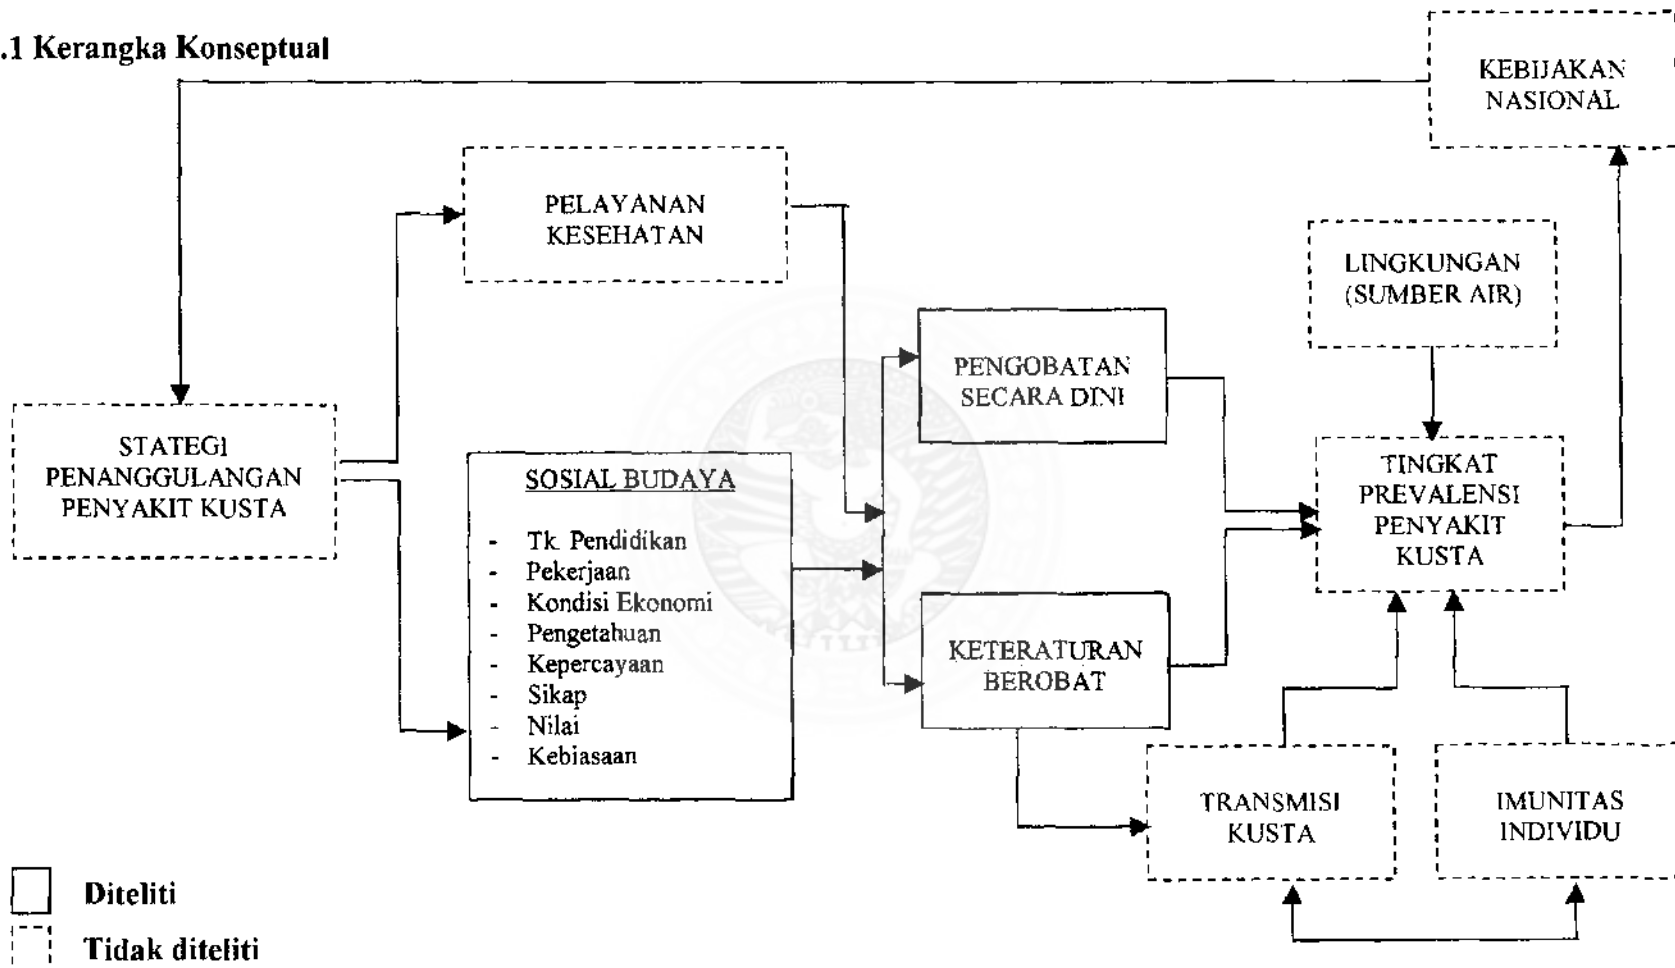 .1 Kerangka Konseptual
KEBIJAKAN
NASIONAL
PELAYANAN
KESEHATAN
LINGKUNGAN
(SUMBER AIR)
PENGOBATAN
SECARA DINI
STATEGI
PENANGGULANGAN
PENYAKIT KUSTA
SOSIAL BUDAYA
- Tk. Pendidikan
- Pekerjaan
- Kondisi Ekonomi
- Pengetahuan
- Kepercayaan
- Sikap
- Nilai
- Kebiasaan
TINGKAT
PREVALENSI
PENYAKIT
KUSTA
KETERATURAN
BEROBAT
TRANSMISI
KUSTA
IMUNITAS
INDIVIDU
Diteliti
Tidak diteliti